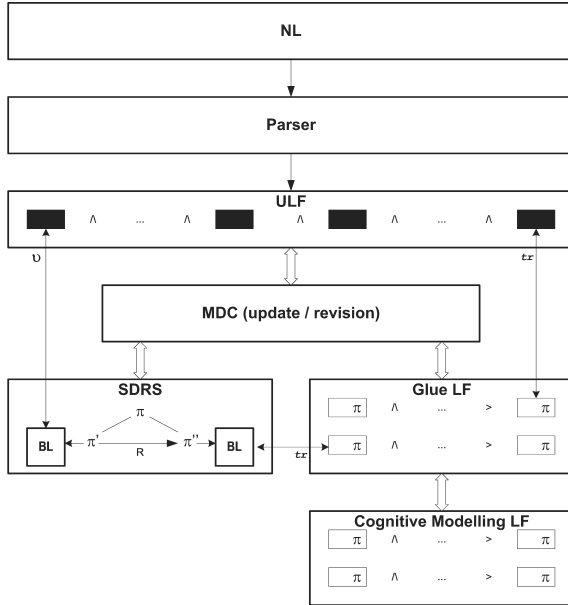 NL
Parser
ULF
∧ ... ∧ ∧ ∧ ... ∧
υ
tr
MDC (update / revision)
SDRS
π
BL π' π'' BL
R
tr
Glue LF
π ∧ ... > π
π ∧ ... > π
Cognitive Modelling LF
π ∧ ... > π
π ∧ ... > π